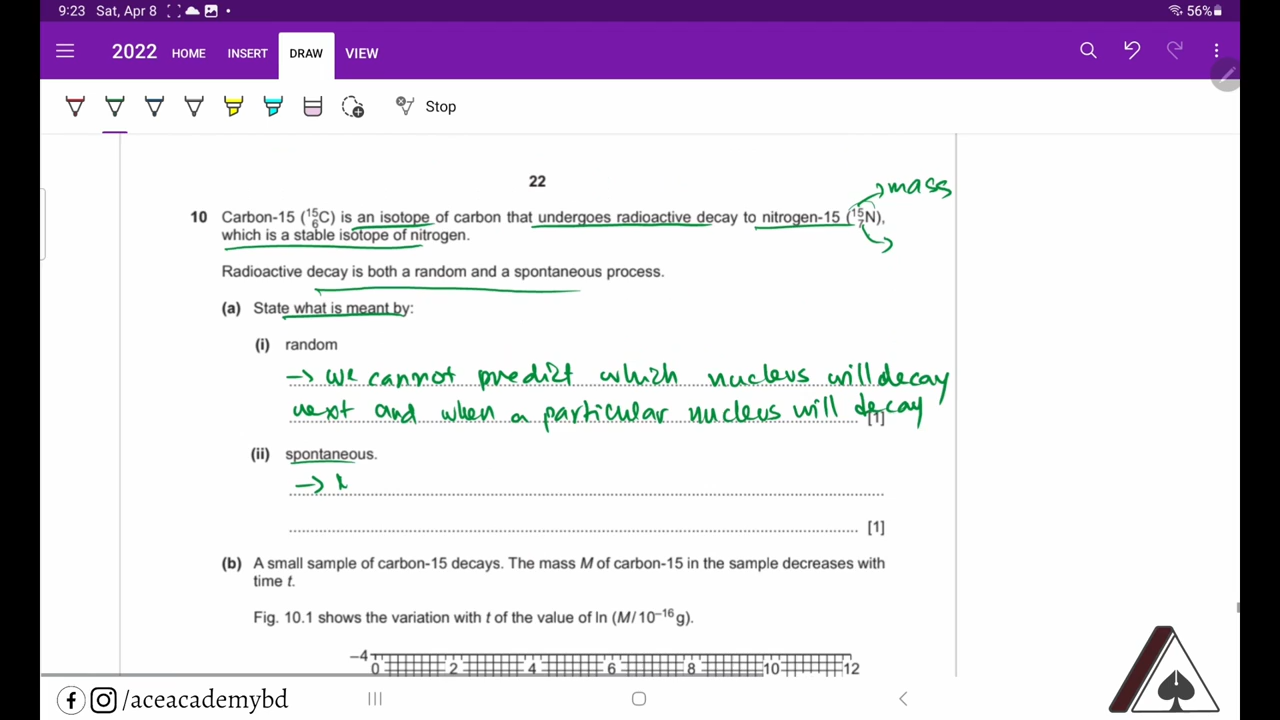 9:23 Sat, Apr 8 56%
2022 HOME INSERT DRAW VIEW
Stop
22
→mass
10 Carbon-15 (¹⁵₆C) is an isotope of carbon that undergoes radioactive decay to nitrogen-15 (¹⁵₇N),
which is a stable isotope of nitrogen.
Radioactive decay is both a random and a spontaneous process.
(a) State what is meant by:
(i) random
→ we cannot predict which nucleus will decay
next and when a particular nucleus will decay
[1]
(ii) spontaneous.
→
[1]
(b) A small sample of carbon-15 decays. The mass M of carbon-15 in the sample decreases with
time t.
Fig. 10.1 shows the variation with t of the value of ln (M/10⁻¹⁶g).
–4
0 2 4 6 8 10 12
/aceacademybd